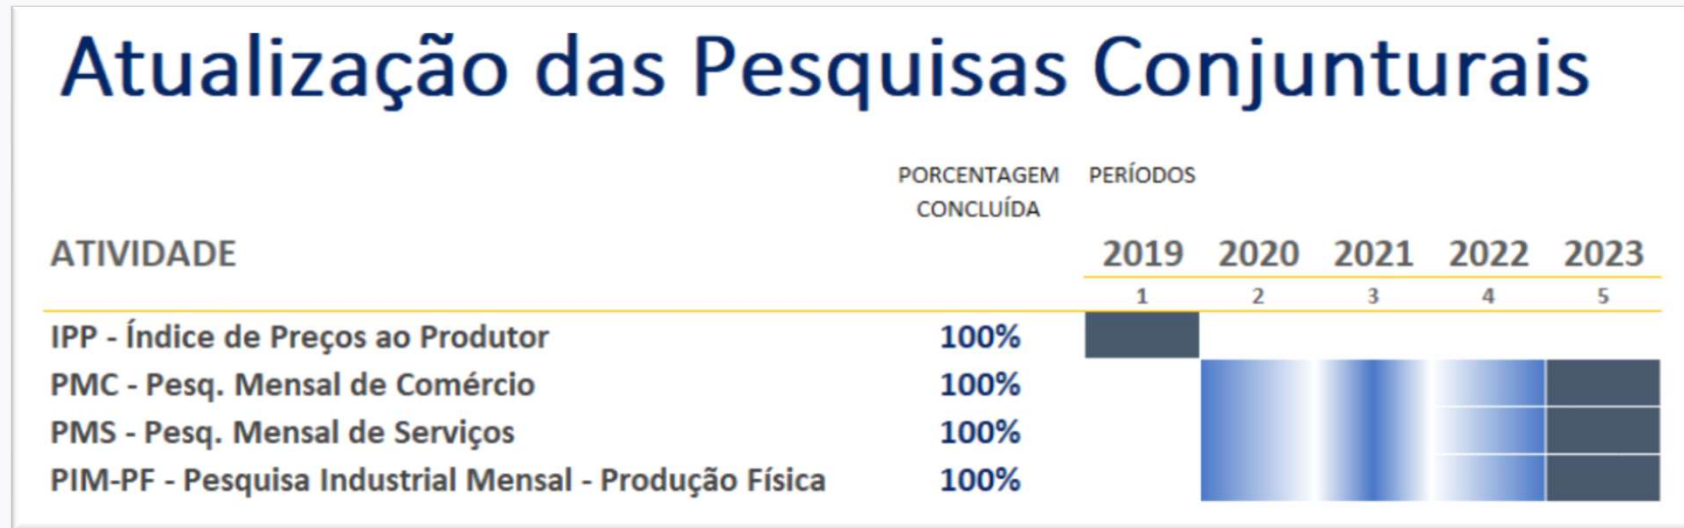 Atualização das Pesquisas Conjunturais
PORCENTAGEM PERÍODOS
CONCLUÍDA
ATIVIDADE 2019 2020 2021 2022 2023
1 2 3 4 5
IPP - Índice de Preços ao Produtor 100%
PMC - Pesq. Mensal de Comércio 100%
PMS - Pesq. Mensal de Serviços 100%
PIM-PF - Pesquisa Industrial Mensal - Produção Física 100%